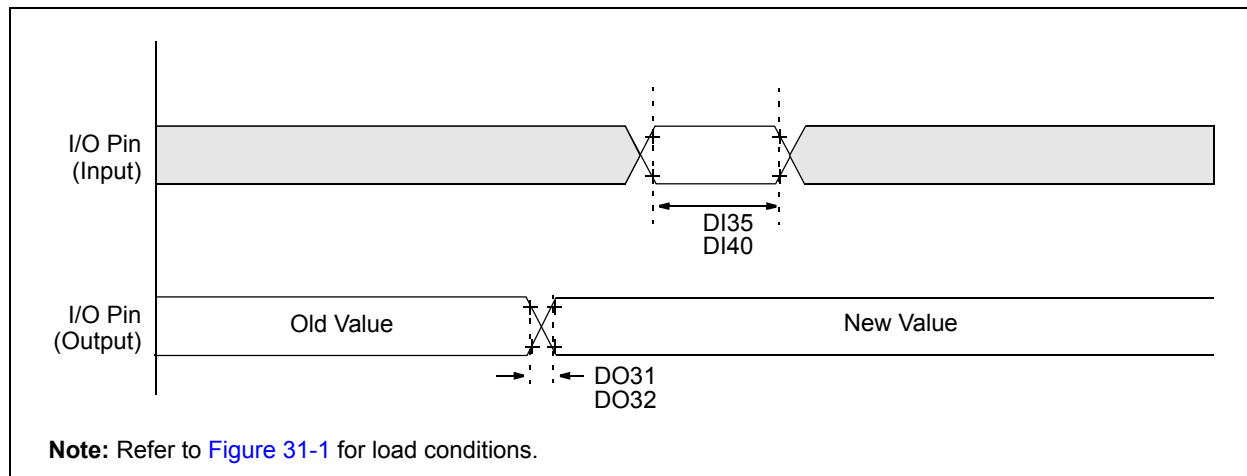 I/O Pin
(Input)
DI35
DI40
I/O Pin
(Output)
Old Value
New Value
DO31
DO32
Note: Refer to Figure 31-1 for load conditions.